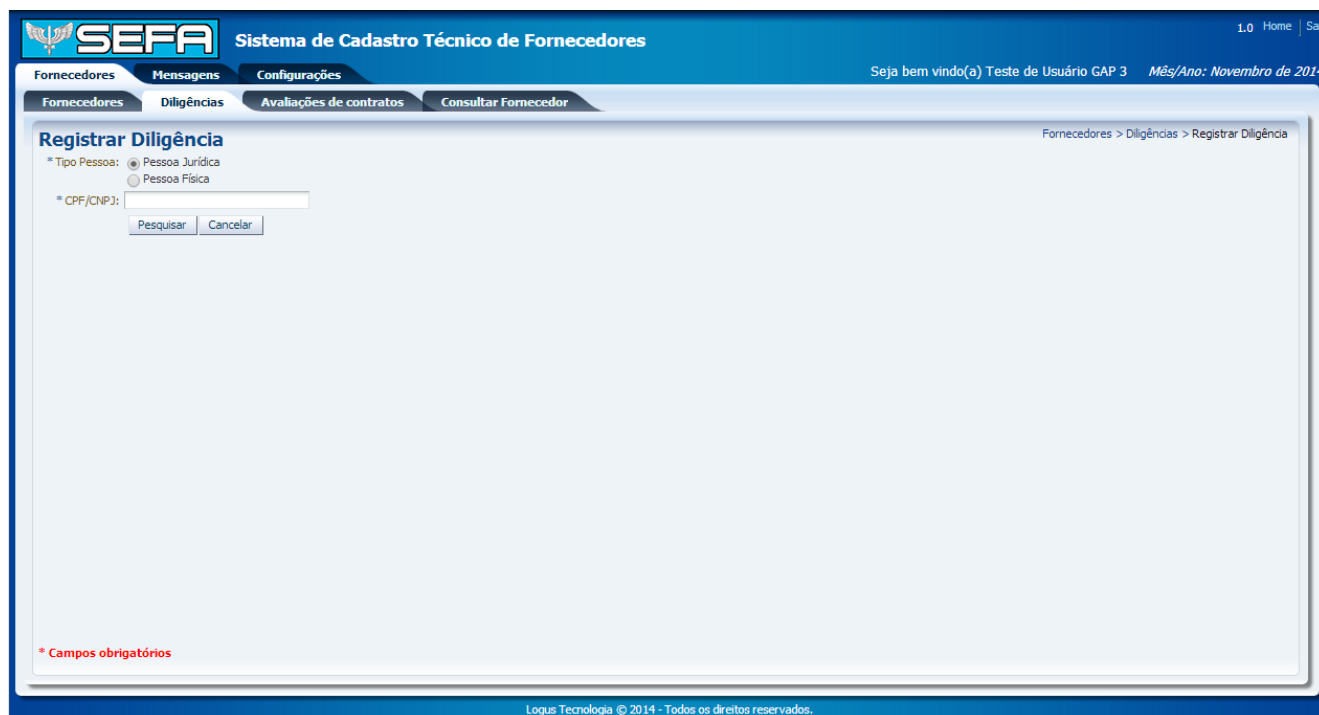 SEFA Sistema de Cadastro Técnico de Fornecedores
1.0 Home
Fornecedores Mensagens Configurações
Seja bem vindo(a) Teste de Usuário GAP 3 Mês/Ano: Novembro de 2014
Fornecedores Diligências Avaliações de contratos Consultar Fornecedor
Registrar Diligência
Fornecedores > Diligências > Registrar Diligência
* Tipo Pessoa: Pessoa Jurídica
Pessoa Física
* CPF/CNPJ:
Pesquisar Cancelar
* Campos obrigatórios
Logus Tecnologia © 2014 - Todos os direitos reservados.